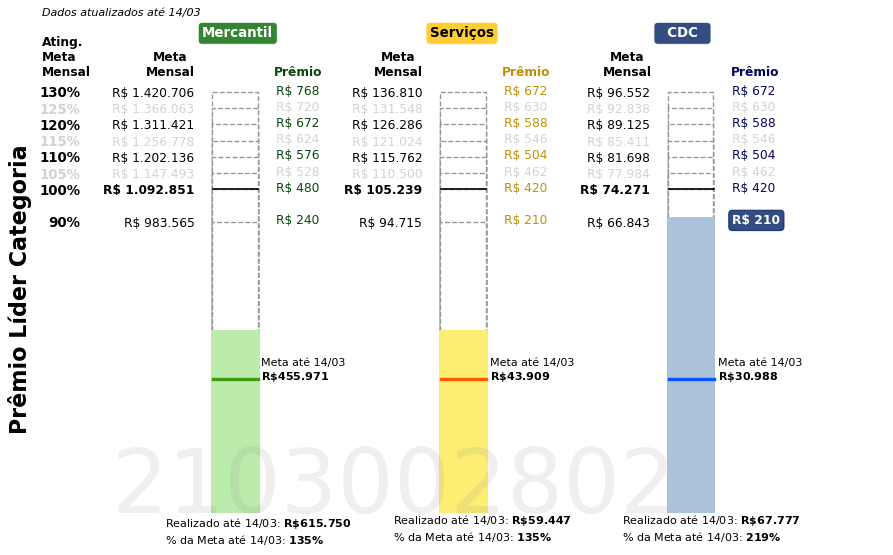 Dados atualizados até 14/03
Mercantil Serviços CDC
Ating. Meta Mensal Meta Mensal Prêmio Meta Mensal Prêmio Meta Mensal Prêmio
130% R$ 1.420.706 R$ 768 R$ 136.810 R$ 672 R$ 96.552 R$ 672
125% R$ 1.366.063 R$ 720 R$ 131.548 R$ 630 R$ 92.838 R$ 630
120% R$ 1.311.421 R$ 672 R$ 126.286 R$ 588 R$ 89.125 R$ 588
115% R$ 1.256.778 R$ 624 R$ 121.024 R$ 546 R$ 85.411 R$ 546
110% R$ 1.202.136 R$ 576 R$ 115.762 R$ 504 R$ 81.698 R$ 504
105% R$ 1.147.493 R$ 528 R$ 110.500 R$ 462 R$ 77.984 R$ 462
100% R$ 1.092.851 R$ 480 R$ 105.239 R$ 420 R$ 74.271 R$ 420
90% R$ 983.565 R$ 240 R$ 94.715 R$ 210 R$ 66.843 R$ 210
Prêmio Líder Categoria
Meta até 14/03 Meta até 14/03 Meta até 14/03
R$455.971 R$43.909 R$30.988
2103002802
Realizado até 14/03: R$615.750 Realizado até 14/03: R$59.447 Realizado até 14/03: R$67.777
% da Meta até 14/03: 135% % da Meta até 14/03: 135% % da Meta até 14/03: 219%